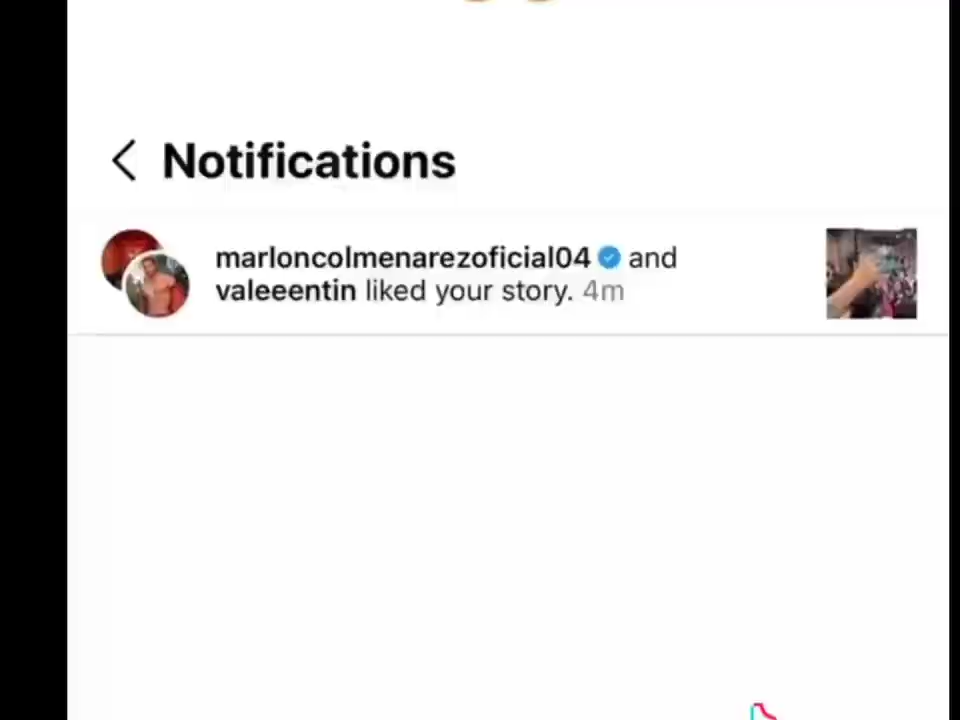 Notifications
marloncolmenarezoficial04 and
valeeentin liked your story. 4m